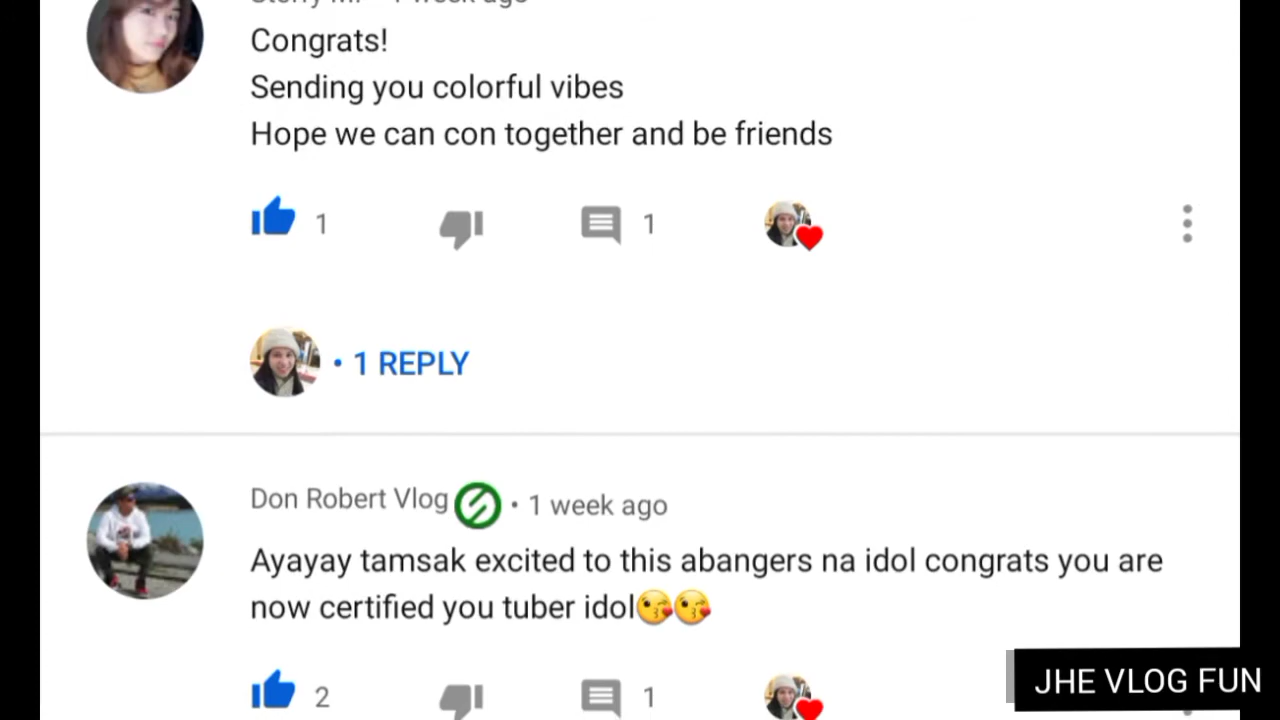 Congrats!
Sending you colorful vibes
Hope we can con together and be friends
1
1
• 1 REPLY
Don Robert Vlog • 1 week ago
Ayayay tamsak excited to this abangers na idol congrats you are
now certified you tuber idol😘😘
2
1
JHE VLOG FUN